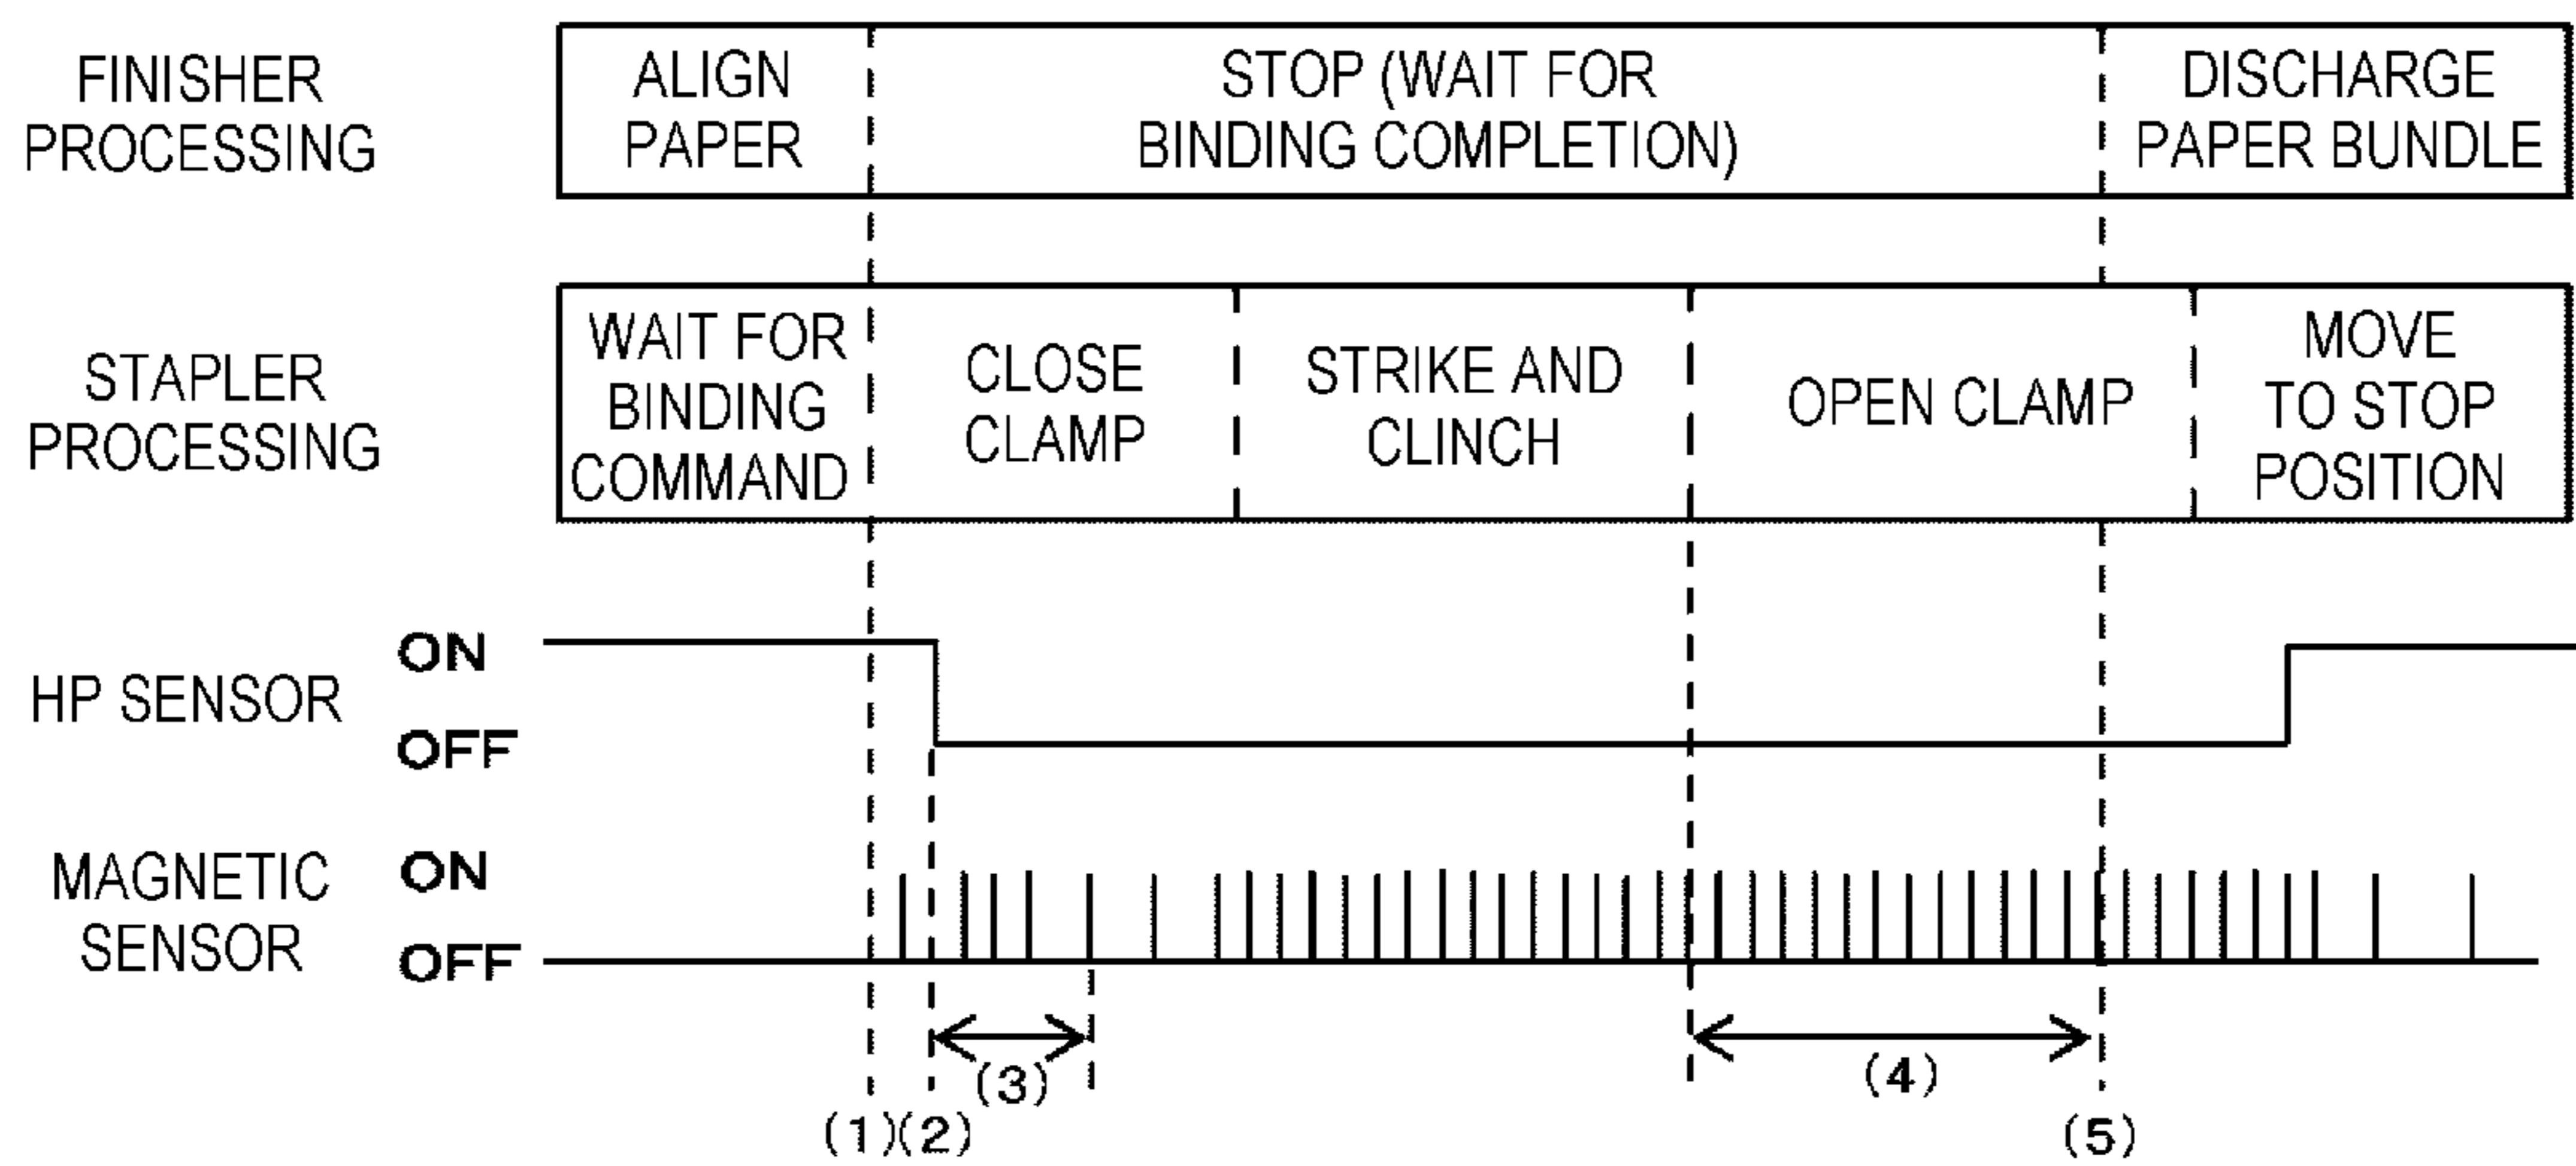 FINISHER
PROCESSING
ALIGN
PAPER
STOP (WAIT FOR
BINDING COMPLETION)
DISCHARGE
PAPER BUNDLE
STAPLER
PROCESSING
WAIT FOR
BINDING
COMMAND
CLOSE
CLAMP
STRIKE AND
CLINCH
OPEN CLAMP
MOVE
TO STOP
POSITION
HP SENSOR
ON
OFF
MAGNETIC
SENSOR
ON
OFF
(3)
(4)
(1)(2)
(5)